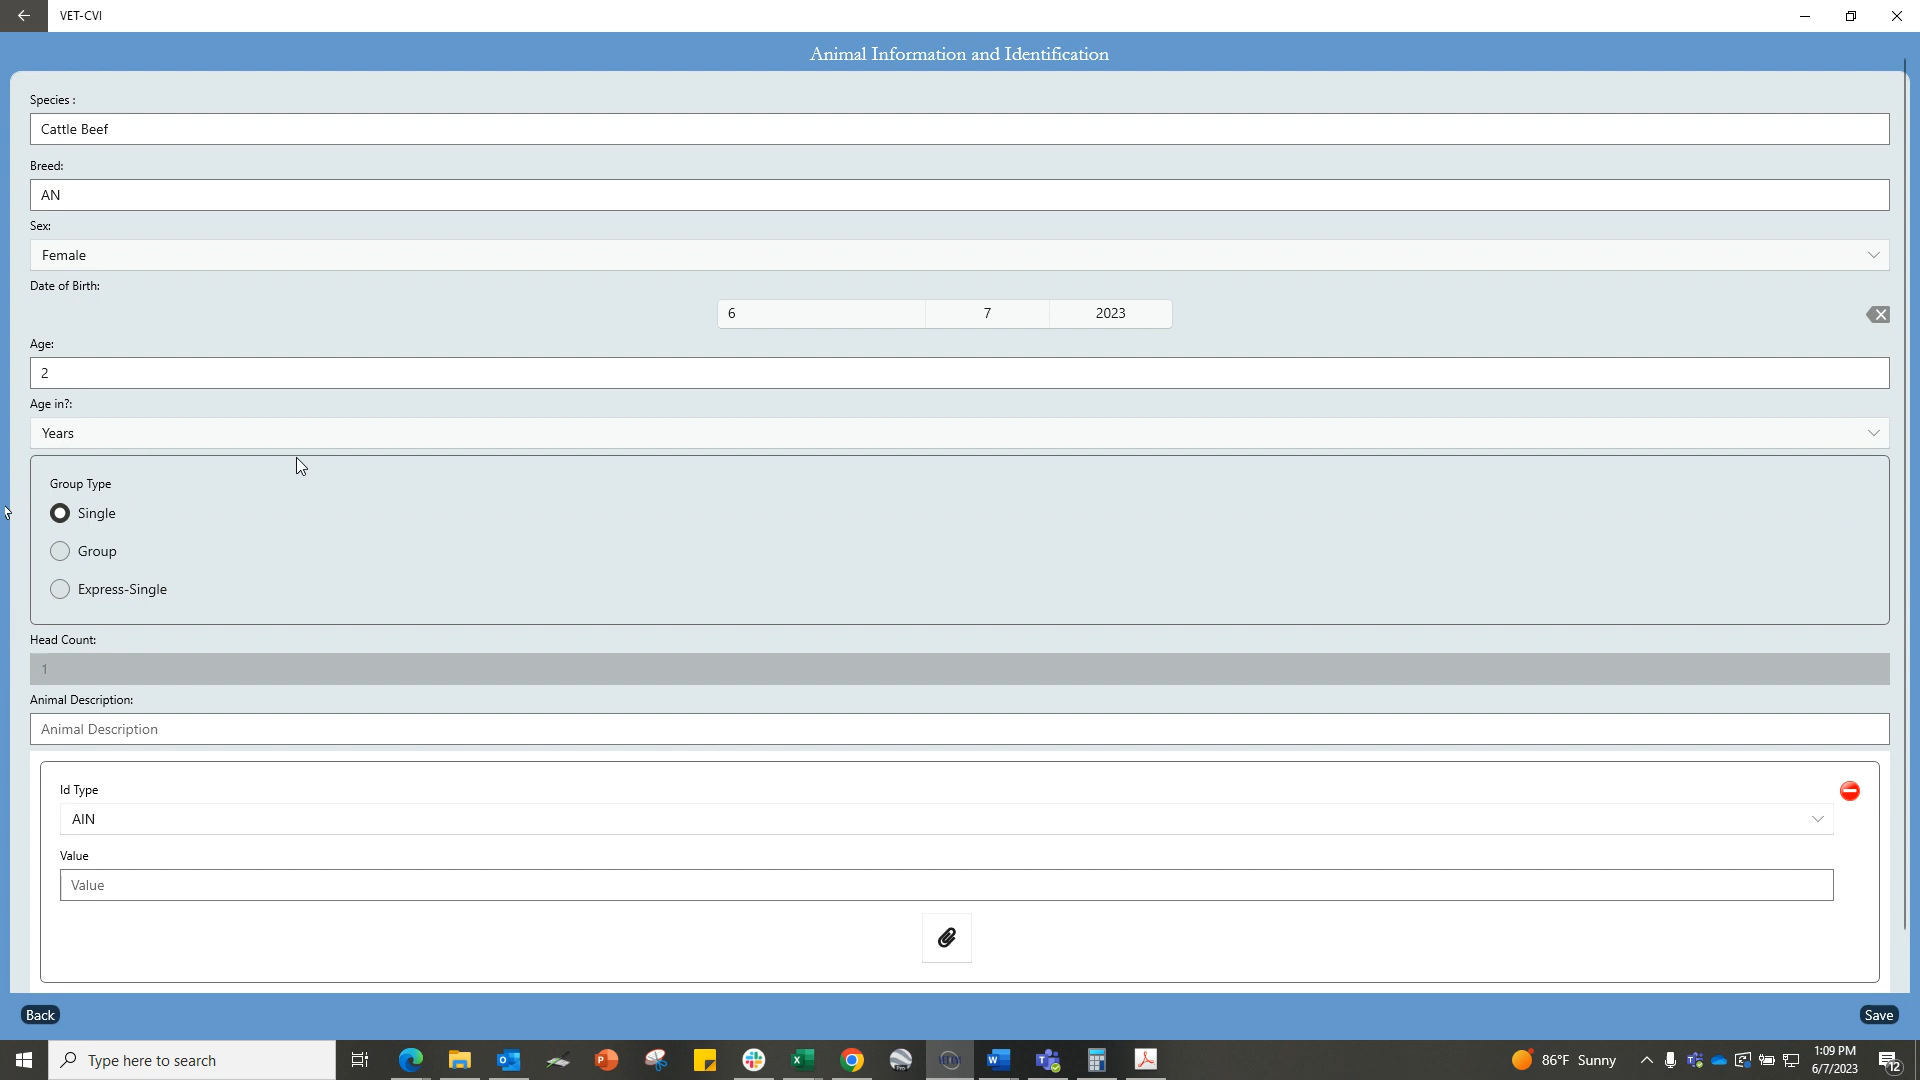 VET-CVI
Animal Information and Identification
Species :
Cattle Beef
Breed:
AN
Sex:
Female
Date of Birth:
6 7 2023
Age:
2
Age in?:
Years
Group Type
Single
Group
Express-Single
Head Count:
1
Animal Description:
Animal Description
Id Type
AIN
Value
Value
Back Save
Type here to search
86°F Sunny
1:09 PM
6/7/2023
12